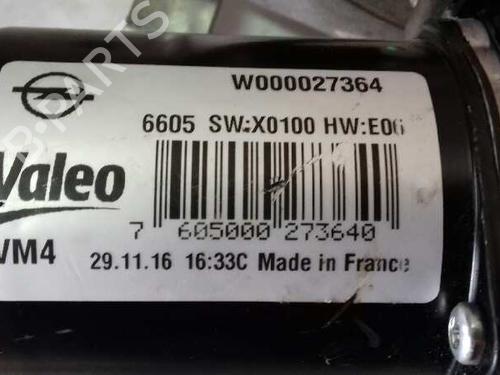 W000027364
6605 SW:X0100 HW:E06
Valeo
7 605000 273640
VM4
29.11.16 16:33C Made in France